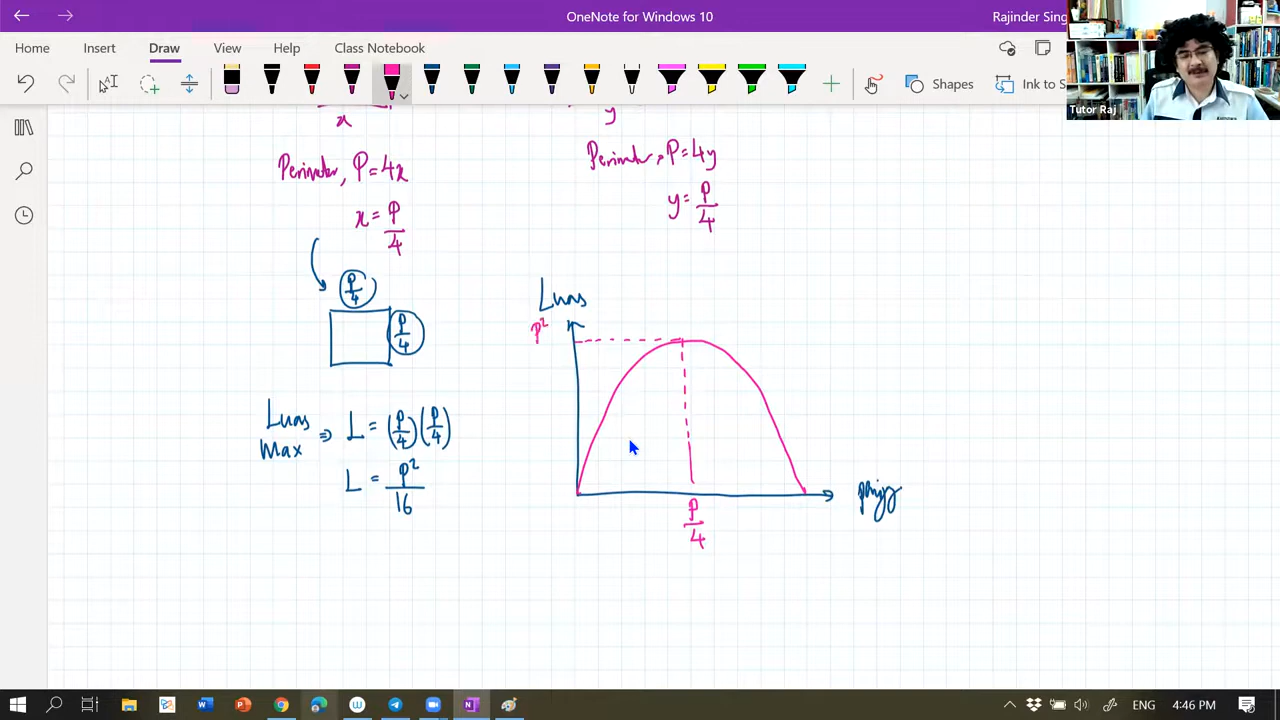 OneNote for Windows 10
Rajinder Sing
Home Insert Draw View Help Class Notebook
Shapes Ink to S
Tutor Raj
x
Perimeter, P=4x
x = P/4
y
Perimeter, P=4y
y = P/4
P/4
P/4
Luas Max ⇒ L = (P/4)(P/4)
L = P²/16
Luas
P²
P/4
ENG 4:46 PM